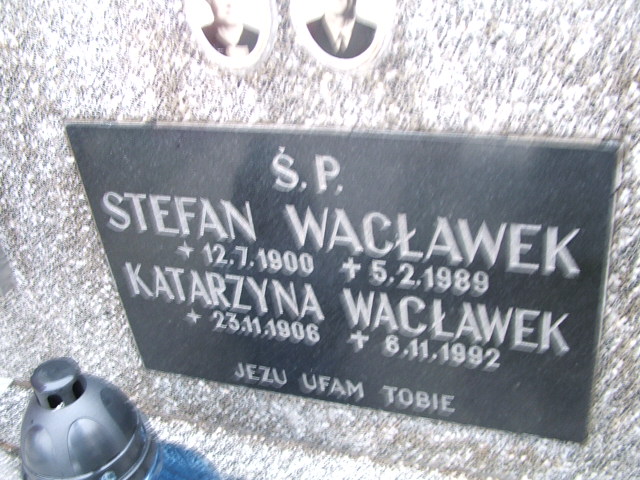 Ś.P.
STEFAN WACŁAWEK
+ 12.7.1900 + 5.2.1989
KATARZYNA WACŁAWEK
+ 23.11.1906 + 6.11.1992
JEZU UFAM TOBIE